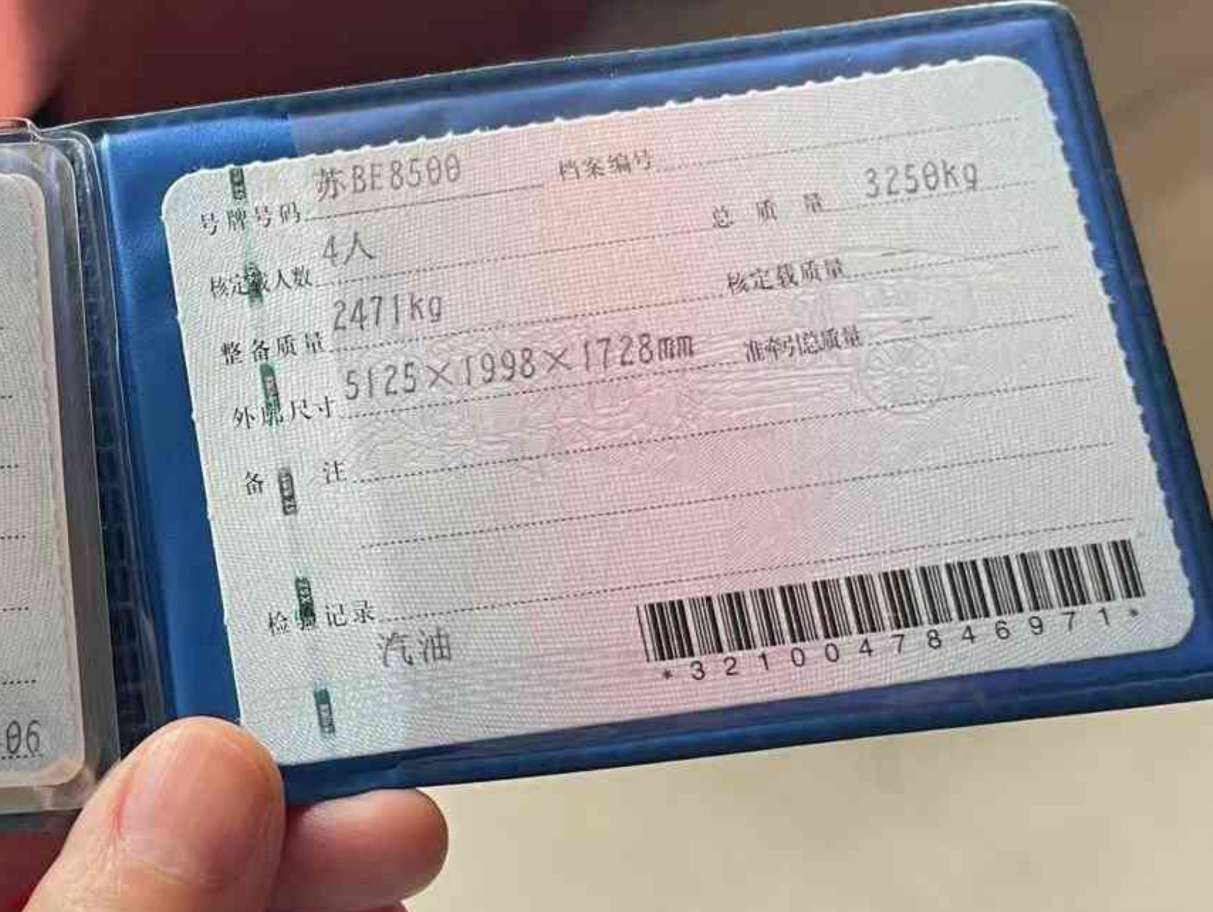 号牌号码 苏BF8500 档案编号
核定载人数 4人 总质量 3250kg
整备质量 2471kg 核定载质量
外廓尺寸 5125×1998×1728mm 准牵引总质量
备注
检验记录
汽油
*3210047846971*
06